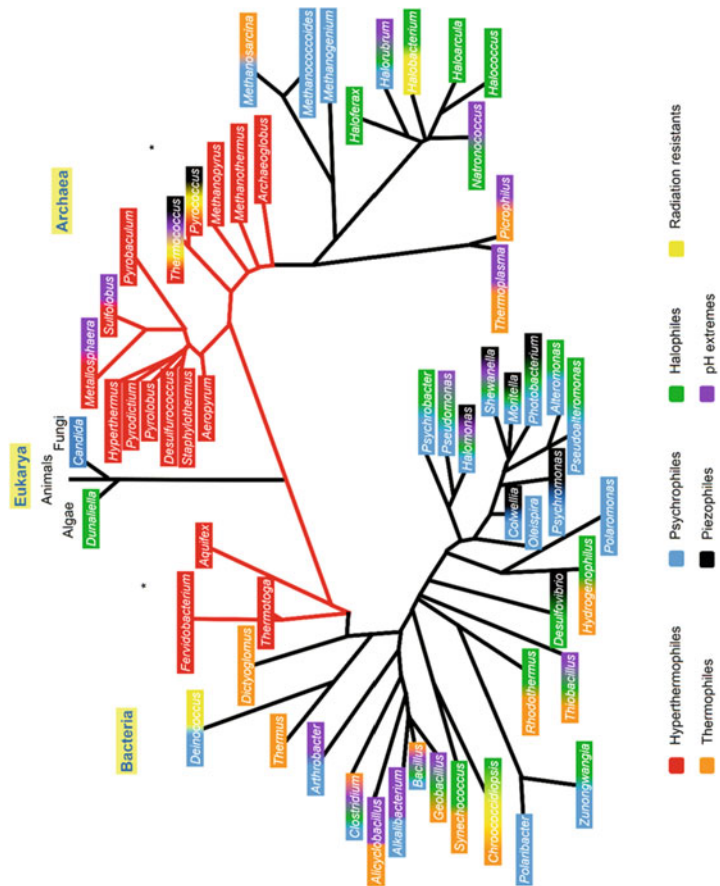 Bacteria
Eukarya
Archaea
Algae
Animals
Fungi
Dunaliella
Candida
Fervidobacterium
Aquifex
Thermotoga
Dictyoglomus
Deinococcus
Thermus
Arthrobacter
Clostridium
Alicyclobacillus
Alkalibacterium
Bacillus
Geobacillus
Synechococcus
Chroococcidiopsis
Polaribacter
Zunongwangia
Rhodothermus
Thiobacillus
Desulfovibrio
Hydrogenophilus
Polaromonas
Psychrobacter
Pseudomonas
Halomonas
Shewanella
Moritella
Photobacterium
Alteromonas
Pseudoalteromonas
Colwellia
Oleispira
Psychromonas
Metallosphaera
Sulfolobus
Pyrobaculum
Hyperthermus
Pyrodictium
Pyrolobus
Desulfurococcus
Staphylothermus
Aeropyrum
Thermococcus
Pyrococcus
Methanopyrus
Methanothermus
Archaeoglobus
Methanosarcina
Methanococcoides
Methanogenium
Haloferax
Halorubrum
Halobacterium
Haloarcula
Halococcus
Natronococcus
Thermoplasma
Picrophilus
*
*
Hyperthermophiles
Psychrophiles
Halophiles
Radiation resistants
Thermophiles
Piezophiles
pH extremes